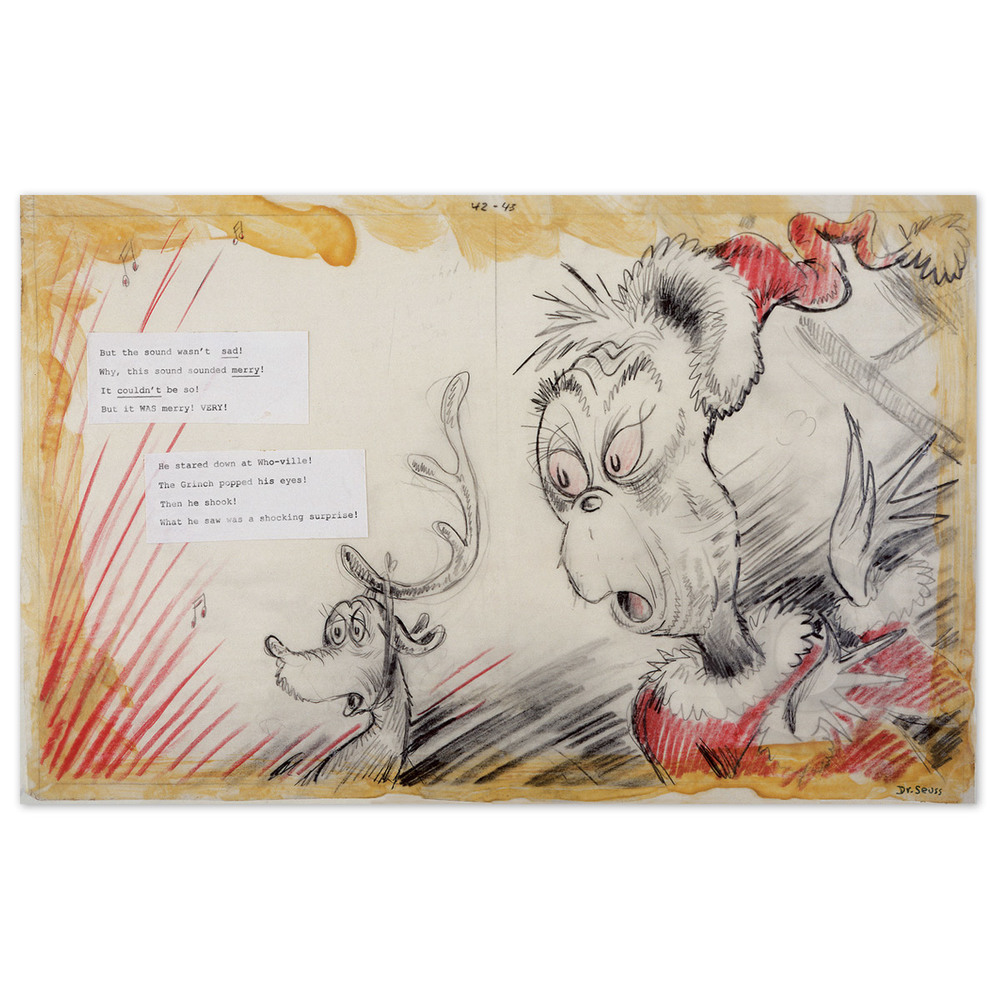 42 - 43
But the sound wasn't sad!
Why, this sound sounded merry!
It couldn't be so!
But it WAS merry! VERY!
He stared down at Who-ville!
The Grinch popped his eyes!
Then he shook!
What he saw was a shocking surprise!
Dr. Seuss